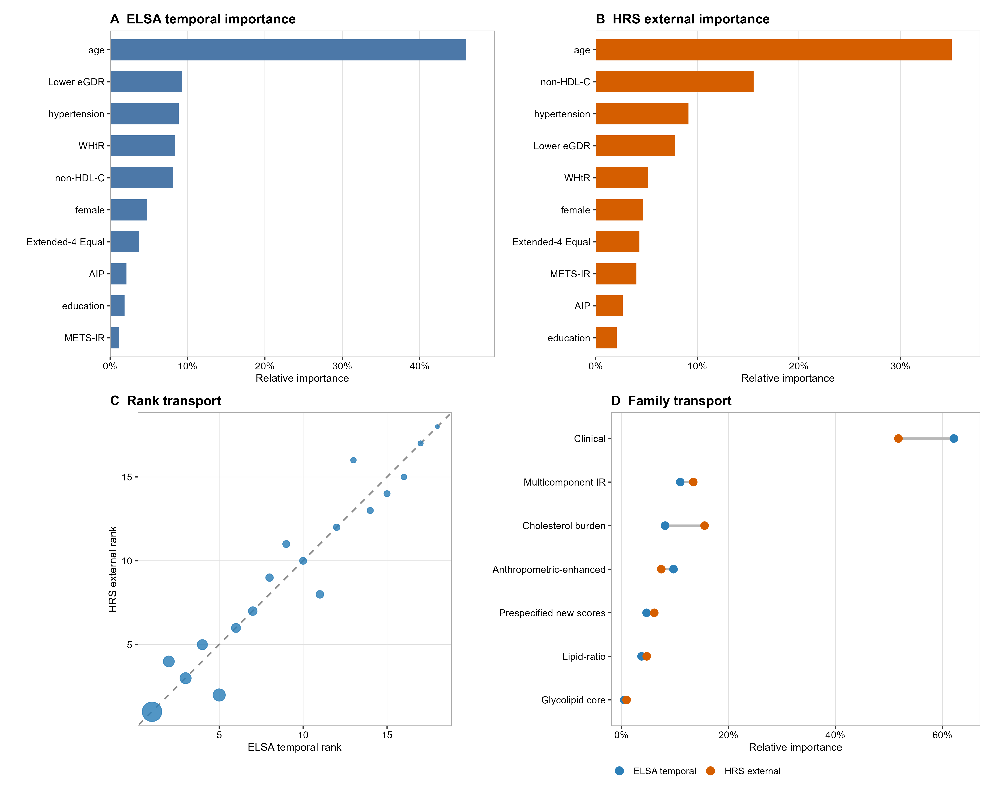 A ELSA temporal importance
age
Lower eGDR
hypertension
WHtR
non-HDL-C
female
Extended-4 Equal
AIP
education
METS-IR
0% 10% 20% 30% 40%
Relative importance
B HRS external importance
age
non-HDL-C
hypertension
Lower eGDR
WHtR
female
Extended-4 Equal
METS-IR
AIP
education
0% 10% 20% 30%
Relative importance
C Rank transport
HRS external rank
15
10
5
5 10 15
ELSA temporal rank
D Family transport
Clinical
Multicomponent IR
Cholesterol burden
Anthropometric-enhanced
Prespecified new scores
Lipid-ratio
Glycolipid core
0% 20% 40% 60%
Relative importance
ELSA temporal HRS external